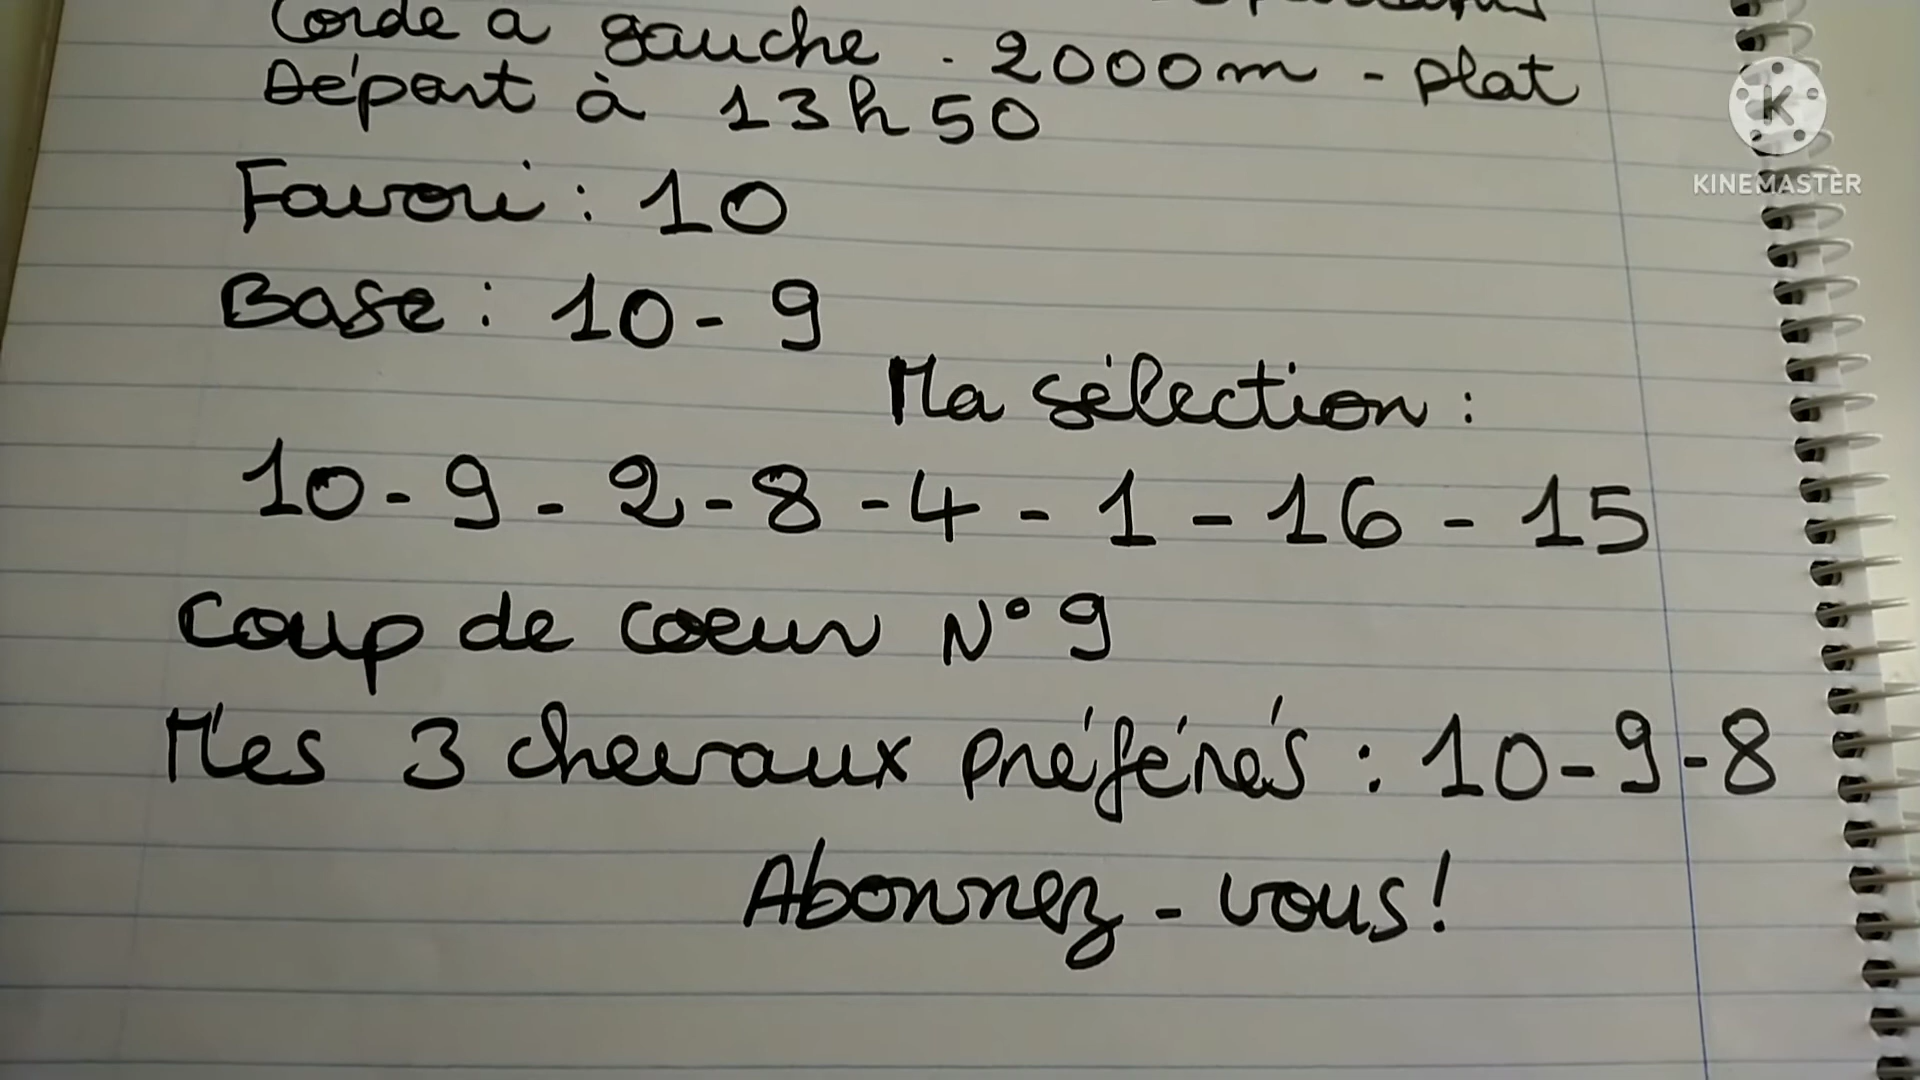 Corde a gauche . 2000m - plat
Départ à 13h50
Favori : 10
Base : 10 - 9
Ma sélection :
10 - 9 - 2 - 8 - 4 - 1 - 16 - 15
Coup de coeur N° 9
Mes 3 chevaux préférés : 10 - 9 - 8
Abonnez - vous !
K
KINEMASTER